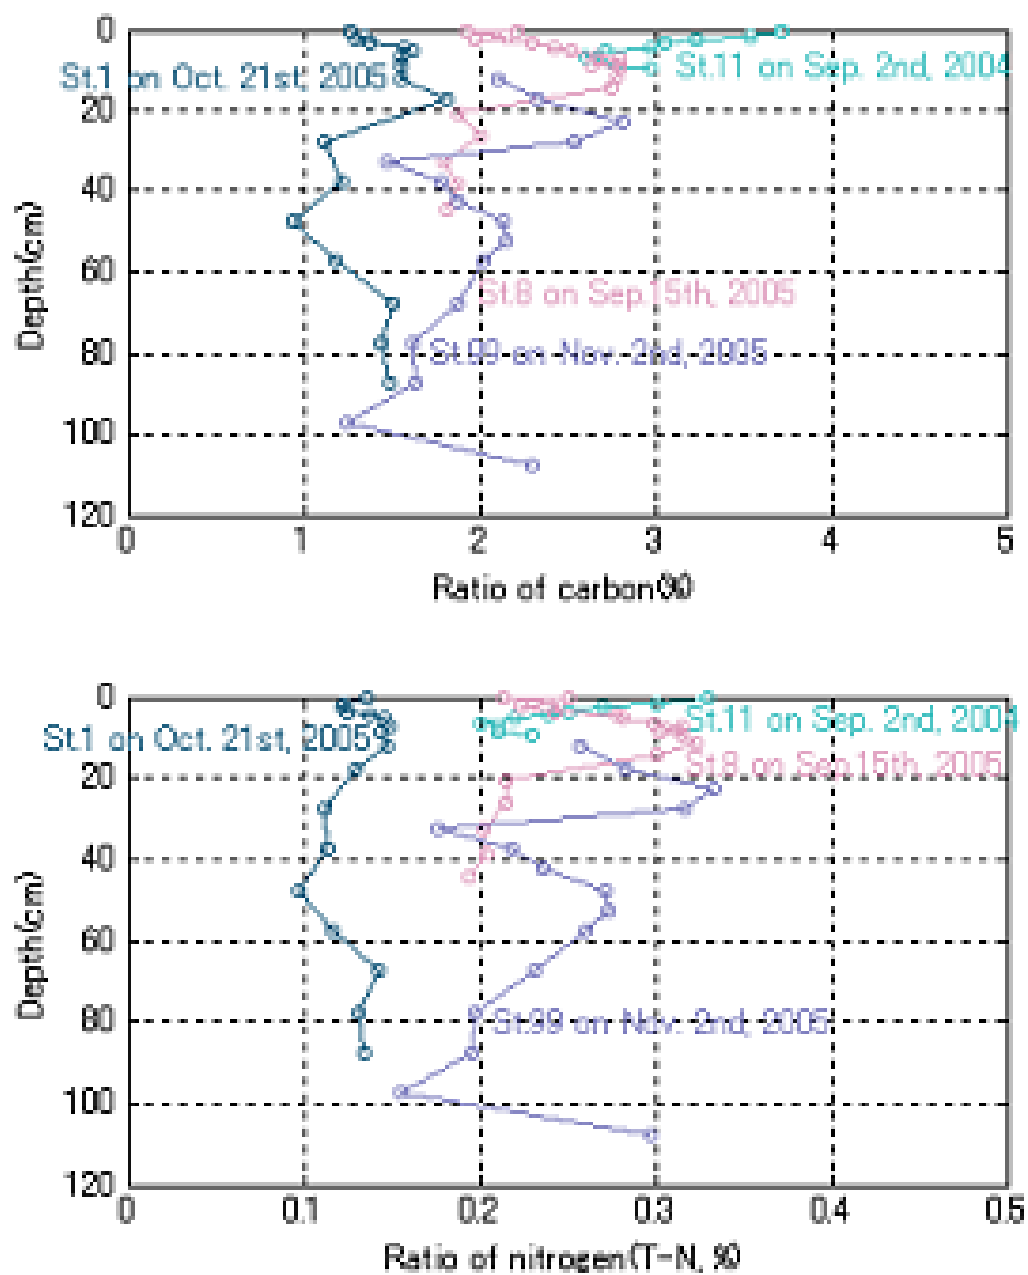 0
St.1 on Oct. 21st, 2005
St.11 on Sep. 2nd, 2004
20
40
Depth(cm)
60
St.8 on Sep.15th, 2005
80
St.99 on Nov. 2nd, 2005
100
120
0 1 2 3 4 5
Ratio of carbon(%)
0
St.11 on Sep. 2nd, 2004
St.1 on Oct. 21st, 2005
St.8 on Sep.15th, 2005
20
40
Depth(cm)
60
80
St.99 on Nov. 2nd, 2005
100
120
0 0.1 0.2 0.3 0.4 0.5
Ratio of nitrogen(T-N, %)